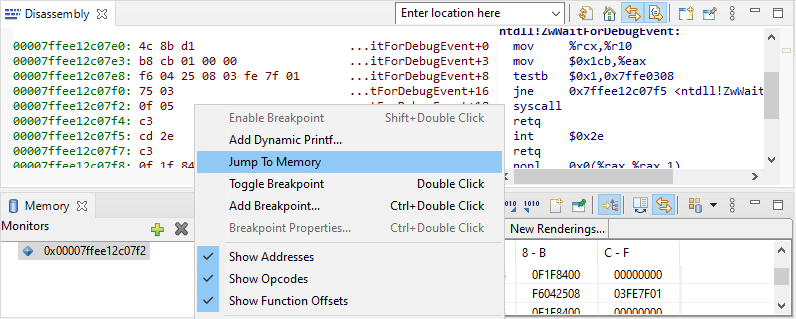 Disassembly
Enter location here
00007ffee12c07e0: 4c 8b d1 ...itForDebugEvent+0
00007ffee12c07e3: b8 cb 01 00 00 ...itForDebugEvent+3
00007ffee12c07e8: f6 04 25 08 03 fe 7f 01 ...itForDebugEvent+8
00007ffee12c07f0: 75 03 ...itForDebugEvent+16
00007ffee12c07f2: 0f 05
00007ffee12c07f4: c3
00007ffee12c07f5: cd 2e
00007ffee12c07f7: c3
00007ffee12c07f8: 0f 1f 84
ntdll!ZwWaitForDebugEvent:
mov %rcx,%r10
mov $0x1cb,%eax
testb $0x1,0x7ffe0308
jne 0x7ffee12c07f5 <ntdll!ZwWait
syscall
retq
int $0x2e
retq
nopl 0x0(%rax,%rax,1)
Enable Breakpoint Shift+Double Click
Add Dynamic Printf...
Jump To Memory
Toggle Breakpoint Double Click
Add Breakpoint... Ctrl+Double Click
Breakpoint Properties... Ctrl+Double Click
Show Addresses
Show Opcodes
Show Function Offsets
Memory
Monitors
0x00007ffee12c07f2
1010
1010
New Renderings...
8 - B C - F
0F1F8400 00000000
F6042508 03FE7F01
0F1F8400 00000000